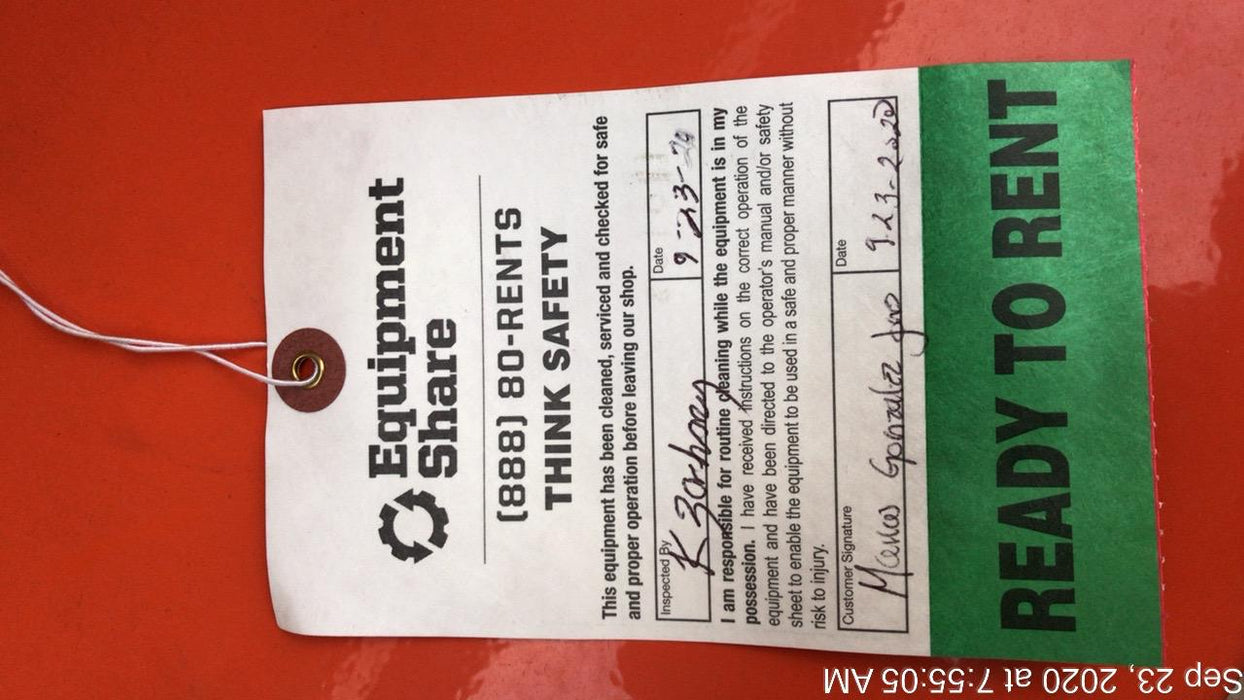 Equipment
Share
(888) 80-RENTS
THINK SAFETY
This equipment has been cleaned, serviced and checked for safe
and proper operation before leaving our shop.
Inspected By
K
Date
9-23-20
I am responsible for routine cleaning while the equipment is in my
possession. I have received instructions on the correct operation of the
equipment and have been directed to the operator's manual and/or safety
sheet to enable the equipment to be used in a safe and proper manner without
risk to injury.
Customer Signature
Gonzalez
Date
9.23-2020
READY TO RENT
Sep 23, 2020 at 7:55:05 AM